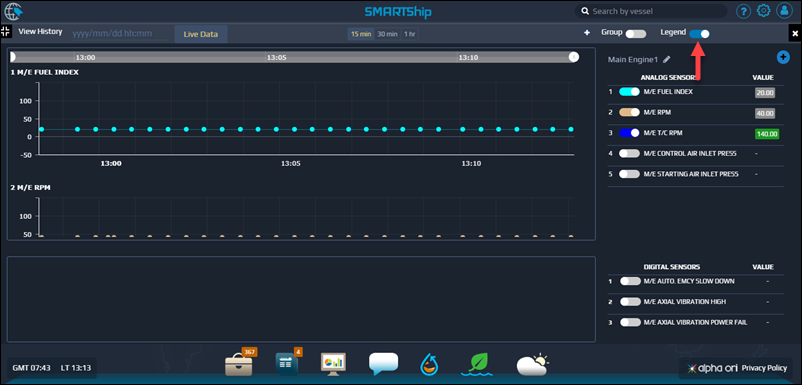 SMARTShip
Search by vessel
?
View History
yyyy/mm/dd hh:mm
Live Data
15 min
30 min
1 hr
+
Group
Legend
x
13:00
13:05
13:10
1 M/E FUEL INDEX
100
50
0
-50
13:00
13:05
13:10
2 M/E RPM
100
50
Main Engine1
+
ANALOG SENSORS VALUE
1 M/E FUEL INDEX 20.00
2 M/E RPM 40.00
3 M/E T/C RPM 140.00
4 M/E CONTROL AIR INLET PRESS -
5 M/E STARTING AIR INLET PRESS -
DIGITAL SENSORS VALUE
1 M/E AUTO. EMCY SLOW DOWN -
2 M/E AXIAL VIBRATION HIGH -
3 M/E AXIAL VIBRATION POWER FAIL -
GMT 07:43 LT 13:13
367
4
alpha ori Privacy Policy